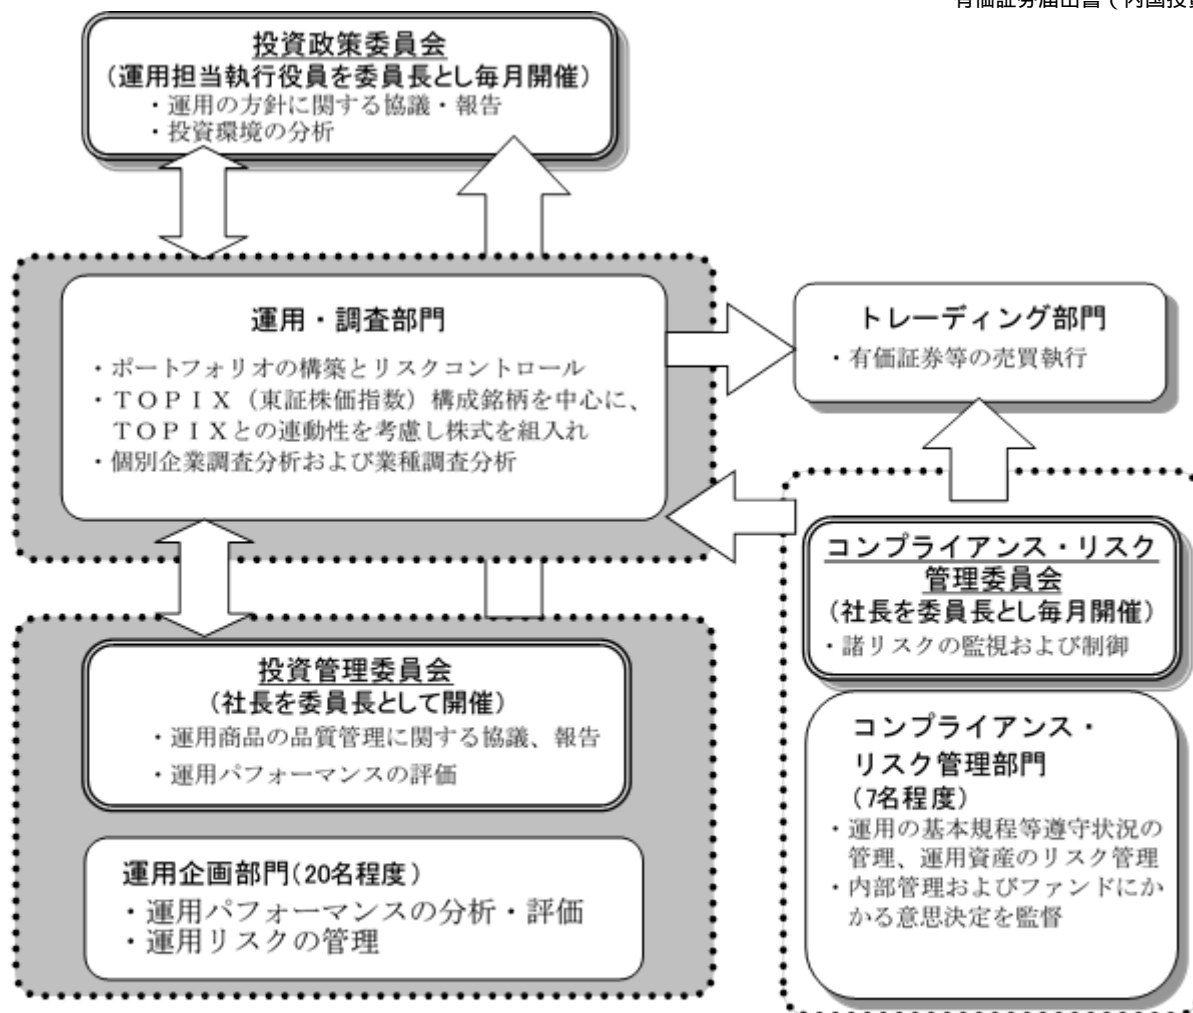 有価証券届出書(内国投資
投資政策委員会
(運用担当執行役員を委員長とし毎月開催)
・運用の方針に関する協議・報告
・投資環境の分析
運用・調査部門
・ポートフォリオの構築とリスクコントロール
・TOPIX(東証株価指数)構成銘柄を中心に、
TOPIXとの連動性を考慮し株式を組入れ
・個別企業調査分析および業種調査分析
トレーディング部門
・有価証券等の売買執行
投資管理委員会
(社長を委員長として開催)
・運用商品の品質管理に関する協議、報告
・運用パフォーマンスの評価
運用企画部門(20名程度)
・運用パフォーマンスの分析・評価
・運用リスクの管理
コンプライアンス・リスク
管理委員会
(社長を委員長とし毎月開催)
・諸リスクの監視および制御
コンプライアンス・
リスク管理部門
(7名程度)
・運用の基本規程等遵守状況の
管理、運用資産のリスク管理
・内部管理およびファンドにか
かる意思決定を監督